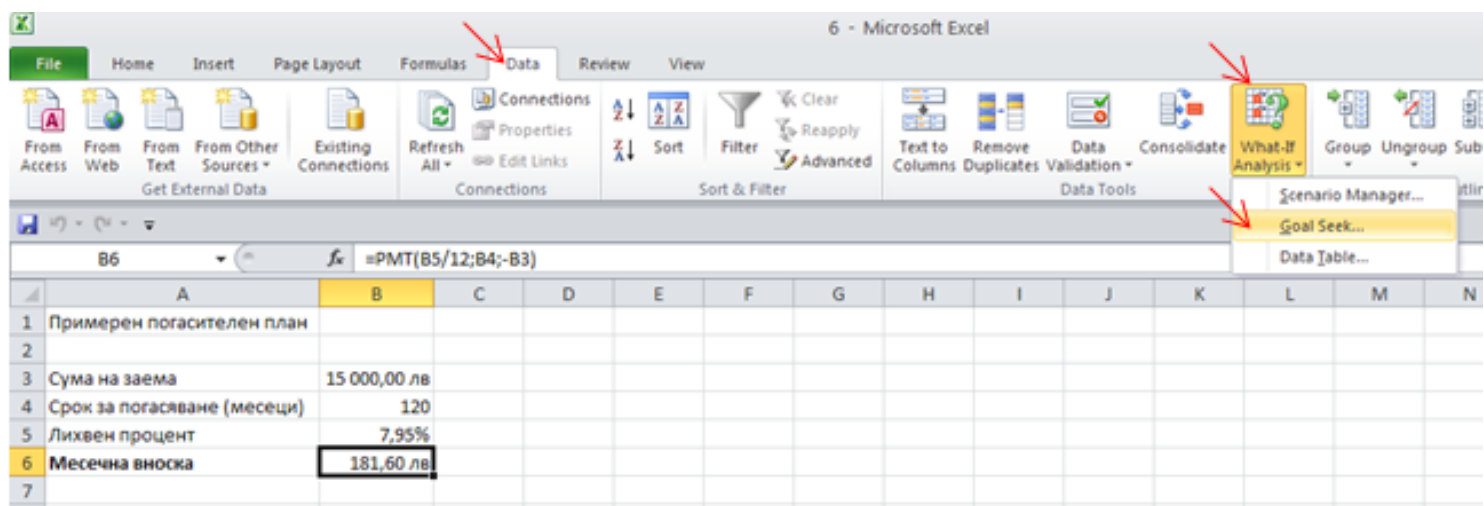 6 - Microsoft Excel
File Home Insert Page Layout Formulas Data Review View
From Access From Web From Text From Other Sources Existing Connections Refresh All Connections Properties Edit Links Sort Filter Clear Reapply Advanced Text to Columns Remove Duplicates Data Validation Consolidate What-If Analysis Group Ungroup
Get External Data Connections Sort & Filter Data Tools
Scenario Manager...
Goal Seek...
Data Table...
B6 fx =PMT(B5/12;B4;-B3)
A B C D E F G H I J K L M N
1 Примерен погасителен план
2
3 Сума на заема 15 000,00 лв
4 Срок за погасяване (месеци) 120
5 Лихвен процент 7,95%
6 Месечна вноска 181,60 лв
7